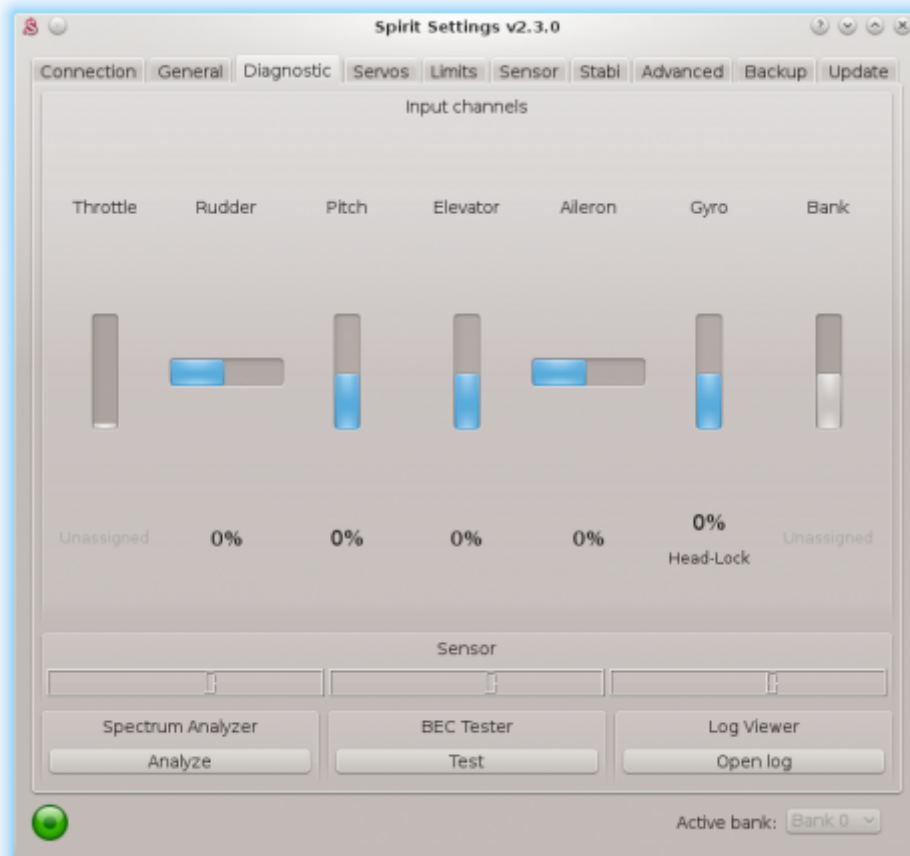 Spirit Settings v2.3.0
Connection General Diagnostic Servos Limits Sensor Stabi Advanced Backup Update
Input channels
Throttle Rudder Pitch Elevator Aileron Gyro Bank
Unassigned 0% 0% 0% 0% 0% Unassigned
Head-Lock
Sensor
Spectrum Analyzer BEC Tester Log Viewer
Analyze Test Open log
Active bank: Bank 0